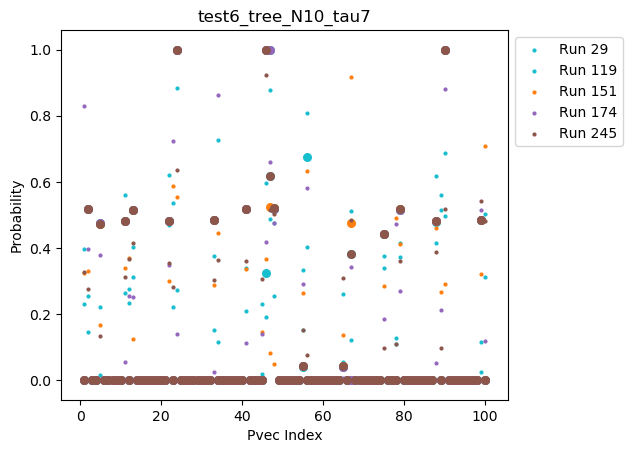 test6_tree_N10_tau7
Probability
1.0
0.8
0.6
0.4
0.2
0.0
0
20
40
60
80
100
Pvec Index
Run 29
Run 119
Run 151
Run 174
Run 245